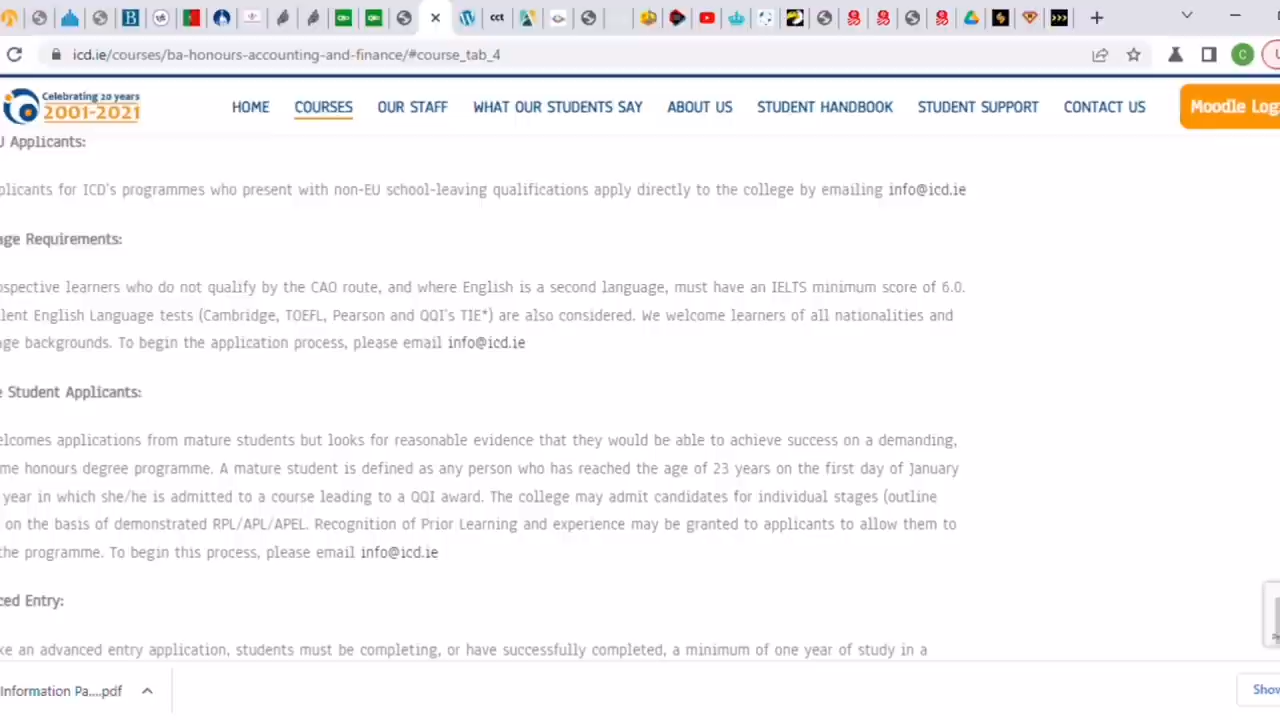 cct
icd.ie/courses/ba-honours-accounting-and-finance/#course_tab_4
C
Celebrating 20 years
2001-2021
HOME
COURSES
OUR STAFF
WHAT OUR STUDENTS SAY
ABOUT US
STUDENT HANDBOOK
STUDENT SUPPORT
CONTACT US
Moodle Log
U Applicants:
plicants for ICD's programmes who present with non-EU school-leaving qualifications apply directly to the college by emailing info@icd.ie
age Requirements:
ospective learners who do not qualify by the CAO route, and where English is a second language, must have an IELTS minimum score of 6.0.
lent English Language tests (Cambridge, TOEFL, Pearson and QQI's TIE*) are also considered. We welcome learners of all nationalities and
age backgrounds. To begin the application process, please email info@icd.ie
e Student Applicants:
elcomes applications from mature students but looks for reasonable evidence that they would be able to achieve success on a demanding,
me honours degree programme. A mature student is defined as any person who has reached the age of 23 years on the first day of January
year in which she/he is admitted to a course leading to a QQI award. The college may admit candidates for individual stages (outline
on the basis of demonstrated RPL/APL/APEL. Recognition of Prior Learning and experience may be granted to applicants to allow them to
the programme. To begin this process, please email info@icd.ie
ced Entry:
ke an advanced entry application, students must be completing, or have successfully completed, a minimum of one year of study in a
Information Pa....pdf
Show